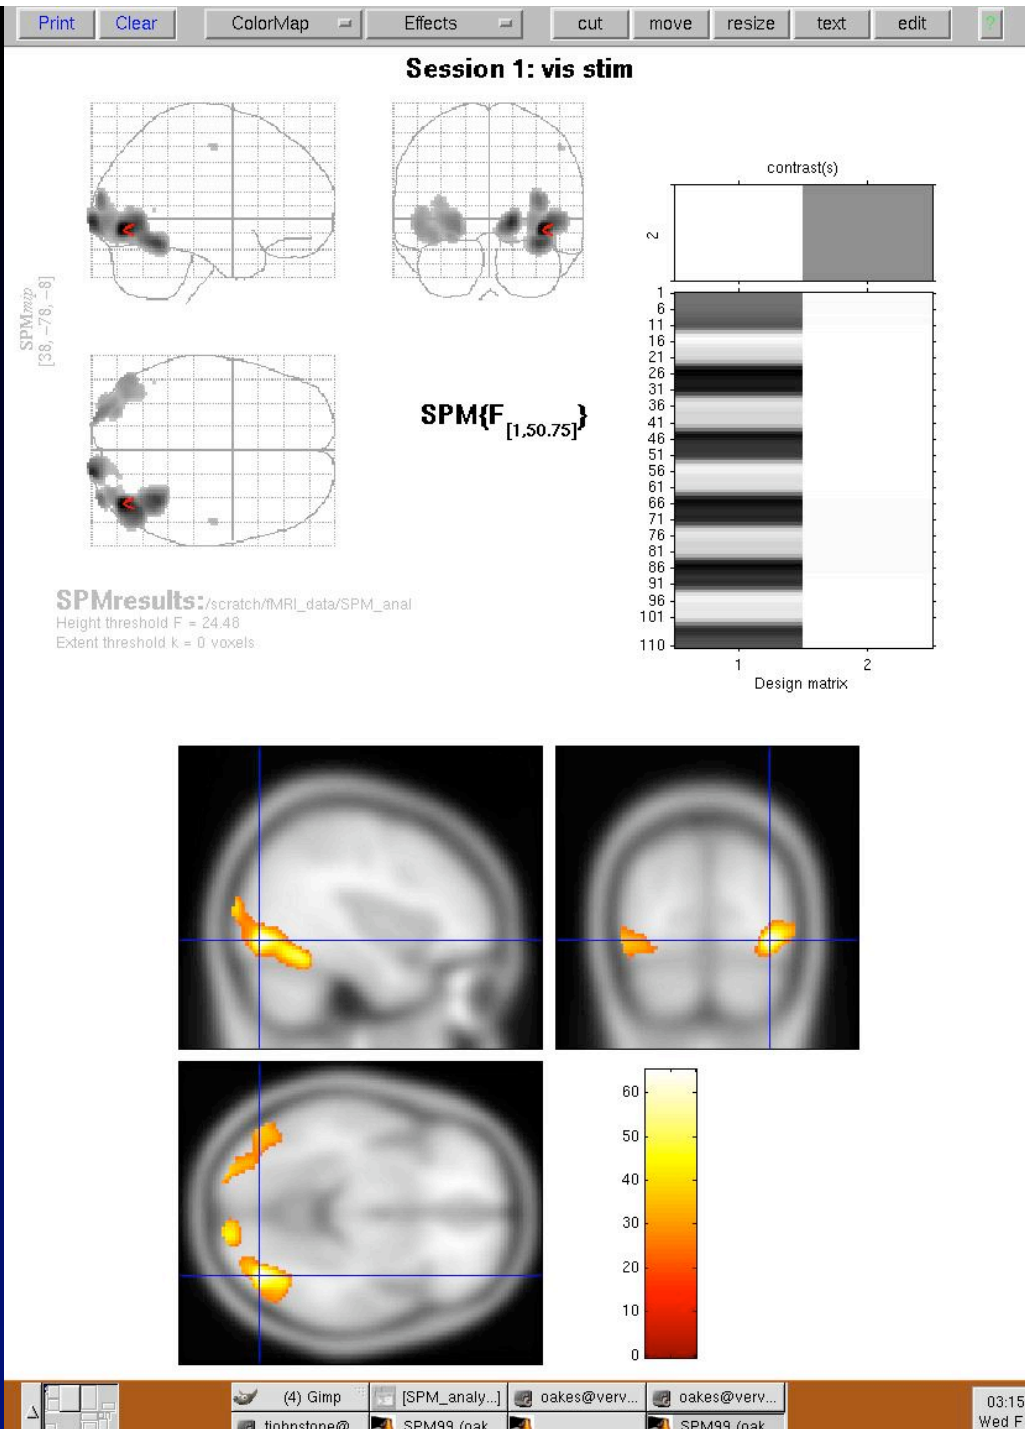 Print Clear ColorMap Effects cut move resize text edit ?
Session 1: vis stim
contrast(s)
2
SPMmip
[38, −78, −8]
SPM{F[1,50.75]}
1
6
11
16
21
26
31
36
41
46
51
56
61
66
71
76
81
86
91
96
101
110
1 2
Design matrix
SPMresults:/scratch/fMRI_data/SPM_anal
Height threshold F = 24.48
Extent threshold k = 0 voxels
60
50
40
30
20
10
0
(4) Gimp [SPM_analy...] oakes@verv... oakes@verv... 03:15
SPM99 (oak SPM99 (oak Wed F